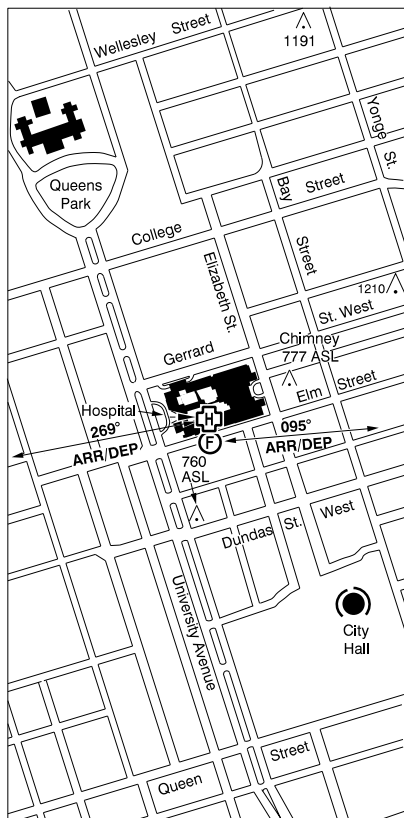 Wellesley Street
1191
Yonge St.
Queens
Park
Bay Street
College Street
Elizabeth St.
1210
St. West
Gerrard
Chimney
777 ASL
Elm Street
Hospital
H
269°
ARR/DEP
F
095°
ARR/DEP
760
ASL
Dundas St. West
University Avenue
City
Hall
Queen Street